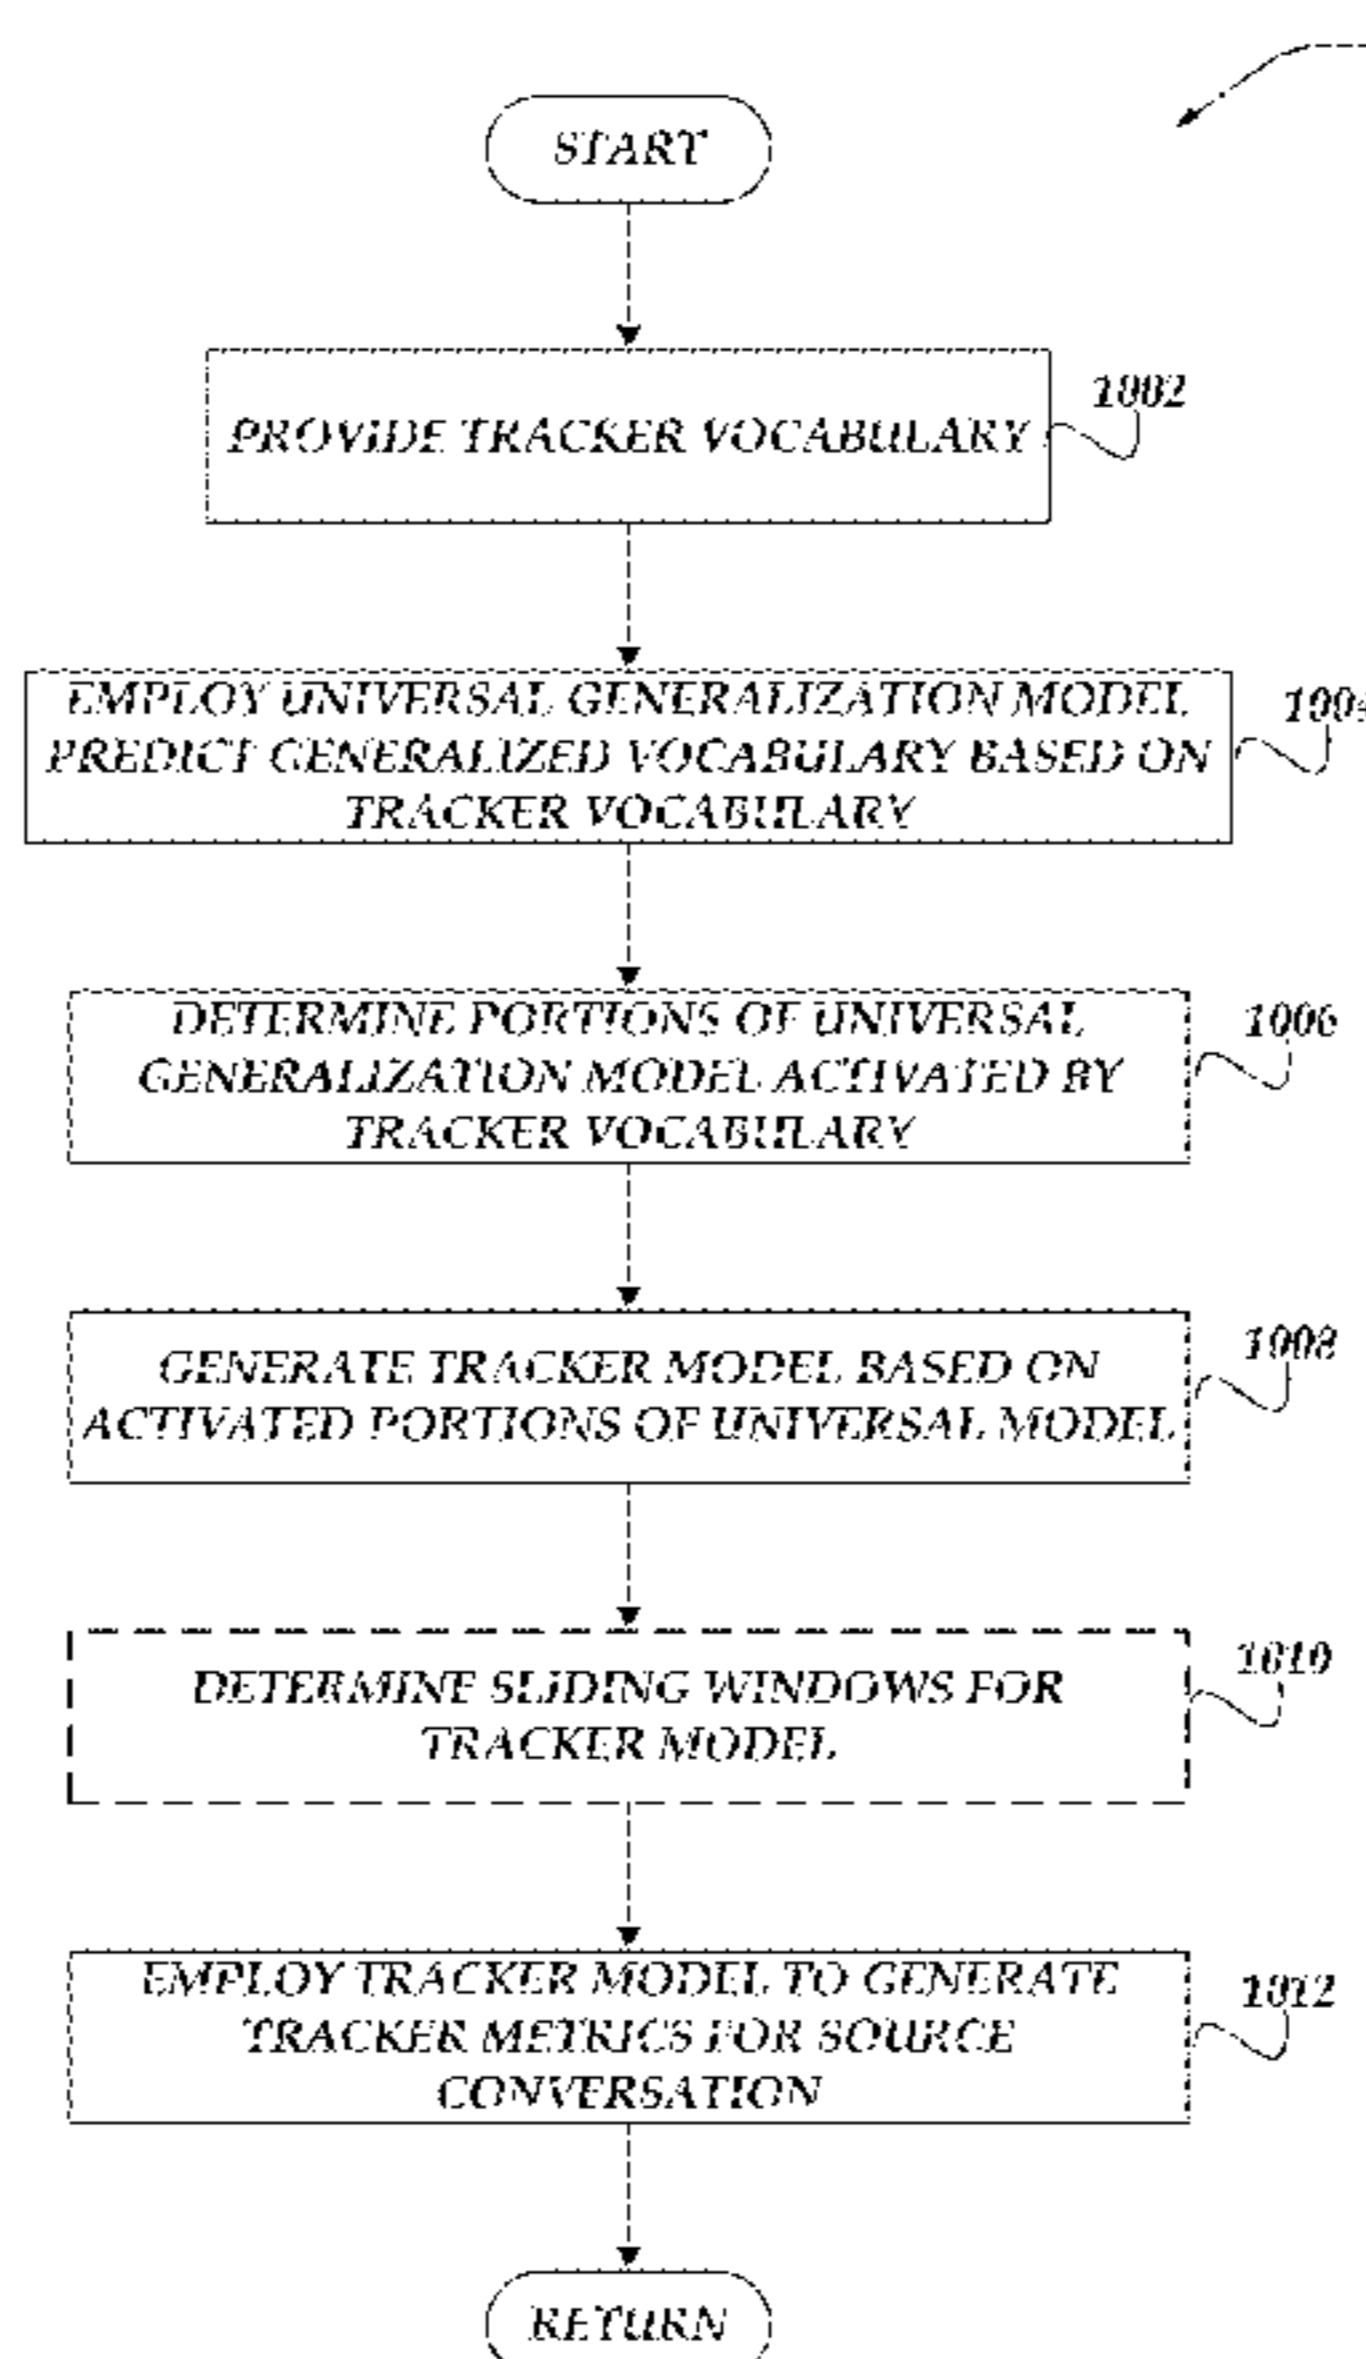 START
PROVIDE TRACKER VOCABULARY
1002
EMPLOY UNIVERSAL GENERALIZATION MODEL
PREDICT GENERALIZED VOCABULARY BASED ON
TRACKER VOCABULARY
1004
DETERMINE PORTIONS OF UNIVERSAL
GENERALIZATION MODEL ACTIVATED BY
TRACKER VOCABULARY
1006
GENERATE TRACKER MODEL BASED ON
ACTIVATED PORTIONS OF UNIVERSAL MODEL
1008
DETERMINE SLIDING WINDOWS FOR
TRACKER MODEL
1010
EMPLOY TRACKER MODEL TO GENERATE
TRACKER METRICS FOR SOURCE
CONVERSATION
1012
RETURN